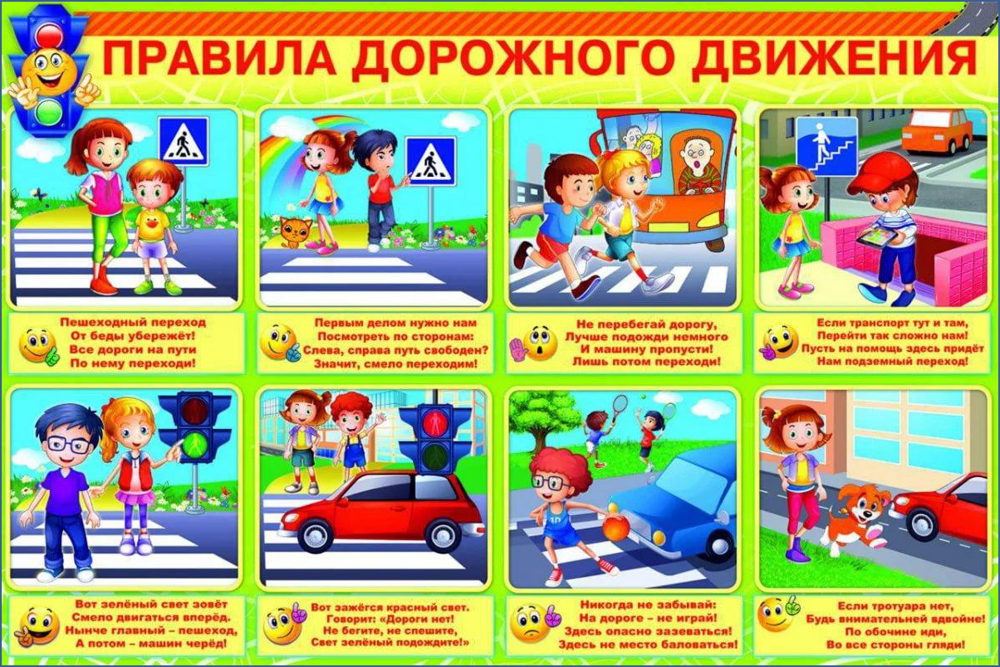 ПРАВИЛА ДОРОЖНОГО ДВИЖЕНИЯ
Пешеходный переход
От беды убережёт!
Все дороги на пути
По нему переходи!
Первым делом нужно нам
Посмотреть по сторонам:
Слева, справа путь свободен?
Значит, смело переходим!
Не перебегай дорогу,
Лучше подожди немного
И машину пропусти!
Лишь потом переходи!
Если транспорт тут и там,
Перейти так сложно нам!
Пусть на помощь здесь придёт
Нам подземный переход!
10
Вот зелёный свет зовёт
Смело двигаться вперёд.
Нынче главный – пешеход,
А потом – машин черёд!
Вот зажёгся красный свет.
Говорит: «Дороги нет!
Не бегите, не спешите,
Свет зелёный подождите!»
Никогда не забывай:
На дороге – не играй!
Здесь опасно зазеваться!
Здесь не место баловаться!
Если тротуара нет,
Будь внимательней вдвойне!
По обочине иди,
Во все стороны гляди!